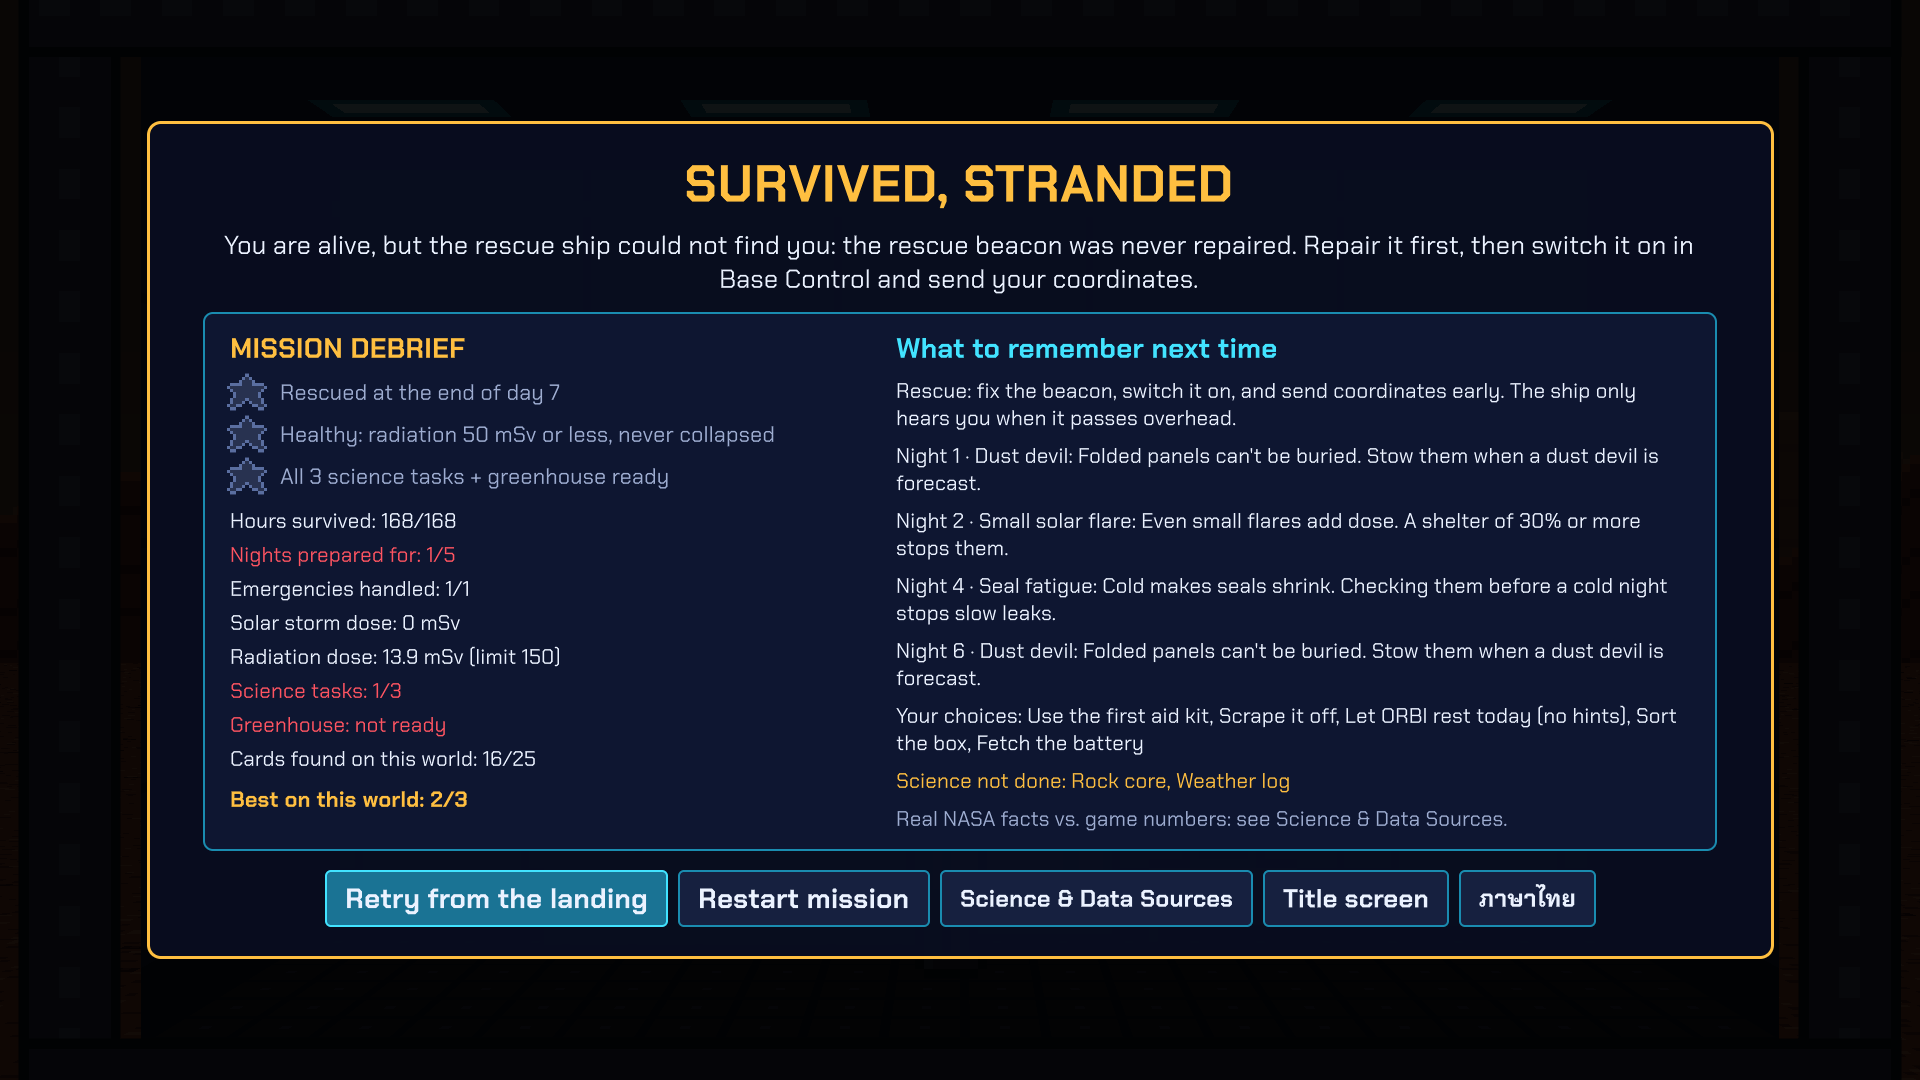 SURVIVED, STRANDED
You are alive, but the rescue ship could not find you: the rescue beacon was never repaired. Repair it first, then switch it on in
Base Control and send your coordinates.
MISSION DEBRIEF
Rescued at the end of day 7
Healthy: radiation 50 mSv or less, never collapsed
All 3 science tasks + greenhouse ready
Hours survived: 168/168
Nights prepared for: 1/5
Emergencies handled: 1/1
Solar storm dose: 0 mSv
Radiation dose: 13.9 mSv (limit 150)
Science tasks: 1/3
Greenhouse: not ready
Cards found on this world: 16/25
Best on this world: 2/3
What to remember next time
Rescue: fix the beacon, switch it on, and send coordinates early. The ship only
hears you when it passes overhead.
Night 1 · Dust devil: Folded panels can't be buried. Stow them when a dust devil is
forecast.
Night 2 · Small solar flare: Even small flares add dose. A shelter of 30% or more
stops them.
Night 4 · Seal fatigue: Cold makes seals shrink. Checking them before a cold night
stops slow leaks.
Night 6 · Dust devil: Folded panels can't be buried. Stow them when a dust devil is
forecast.
Your choices: Use the first aid kit, Scrape it off, Let ORBI rest today (no hints), Sort
the box, Fetch the battery
Science not done: Rock core, Weather log
Real NASA facts vs. game numbers: see Science & Data Sources.
Retry from the landing
Restart mission
Science & Data Sources
Title screen
ภาษาไทย